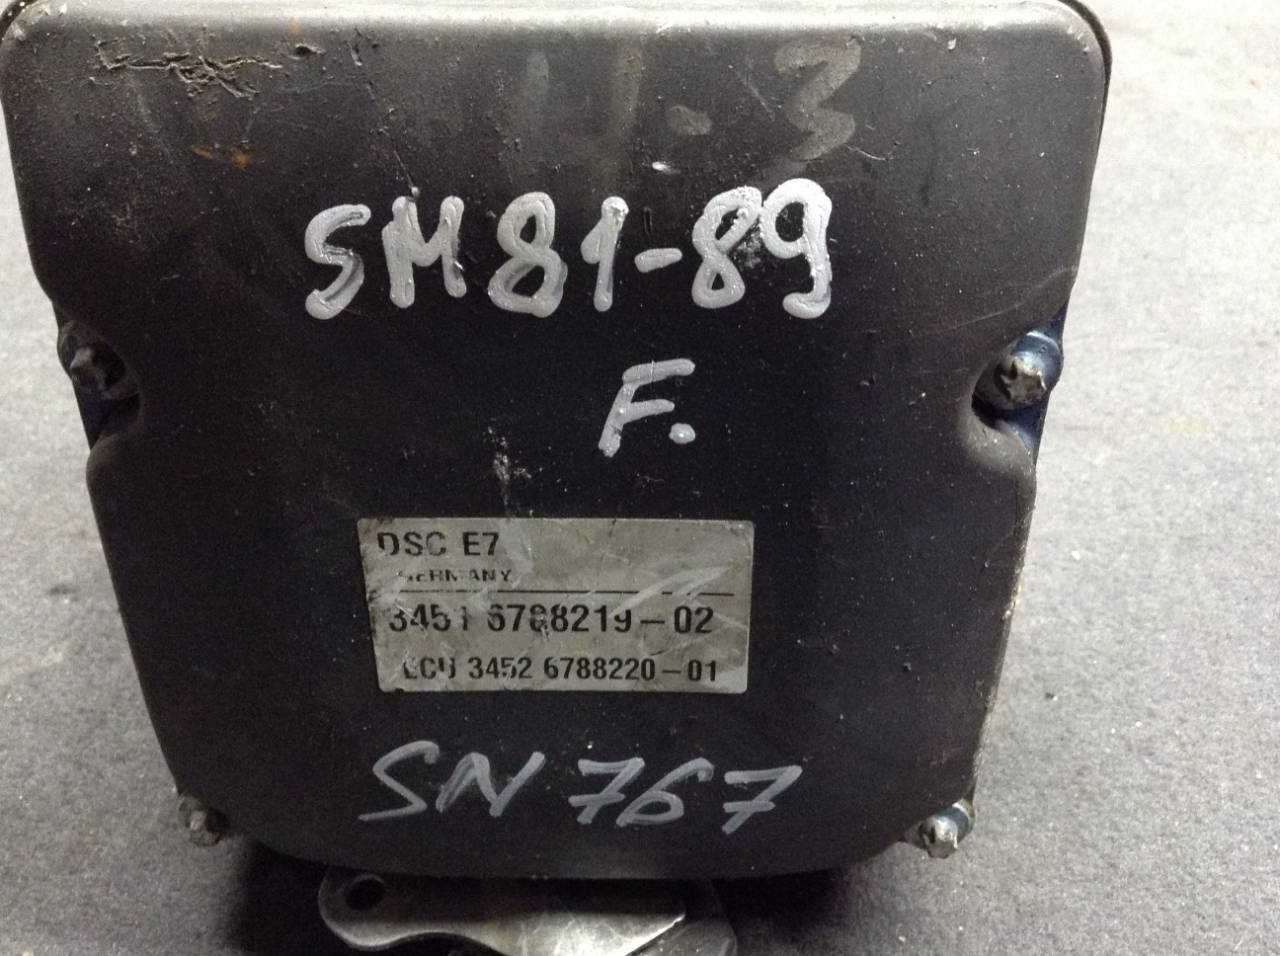 SM81-89
F.
DSC E7
GERMANY
3451 6788219-02
ECU 3452 6788220-01
SN 767